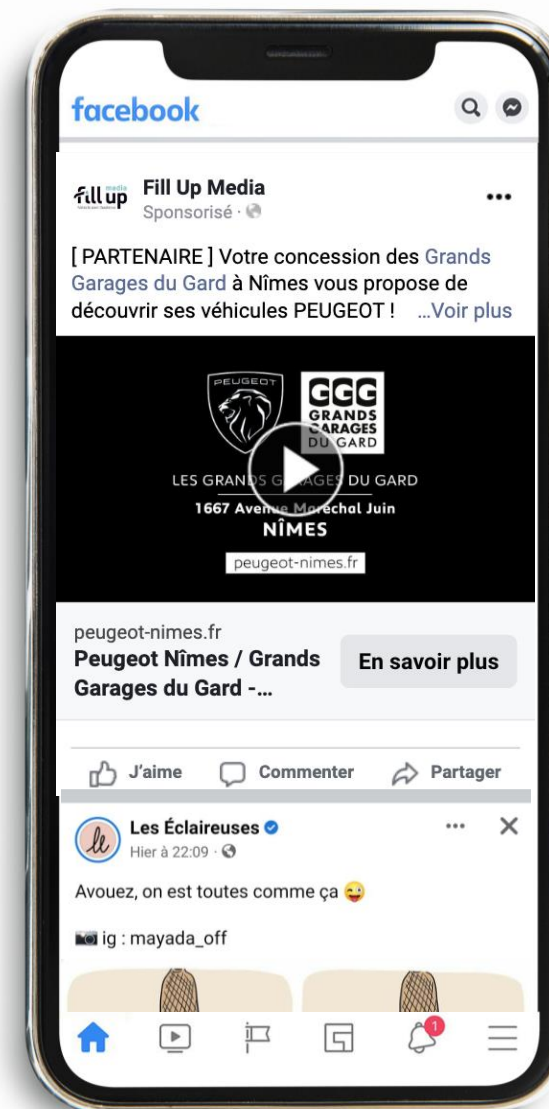 facebook
fill up
media
Fill Up Media
Sponsorisé ·
[ PARTENAIRE ] Votre concession des Grands
Garages du Gard à Nîmes vous propose de
découvrir ses véhicules PEUGEOT ! ...Voir plus
PEUGEOT
GGG
GRANDS
GARAGES
DU GARD
LES GRANDS GARAGES DU GARD
1667 Avenue Maréchal Juin
NÎMES
peugeot-nimes.fr
peugeot-nimes.fr
Peugeot Nîmes / Grands
Garages du Gard -...
En savoir plus
J'aime
Commenter
Partager
le
Les Éclaireuses
Hier à 22:09 ·
Avouez, on est toutes comme ça 😜
📷 ig : mayada_off
1